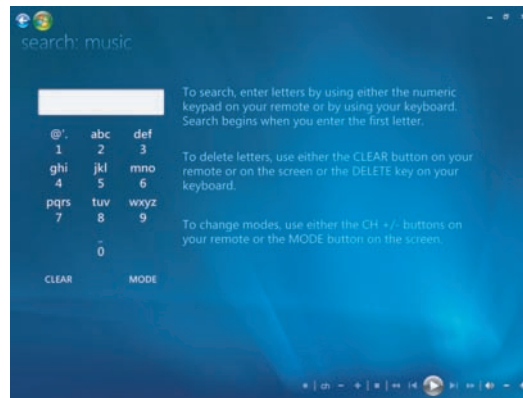 search: music
To search, enter letters by using either the numeric
keypad on your remote or by using your keyboard.
Search begins when you enter the first letter.
@'. abc def
1 2 3
ghi jkl mno
4 5 6
To delete letters, use either the CLEAR button on your
remote or on the screen or the DELETE key on your
keyboard.
pqrs tuv wxyz
7 8 9
To change modes, use either the CH +/- buttons on
your remote or the MODE button on the screen.
0
CLEAR MODE
ch - +